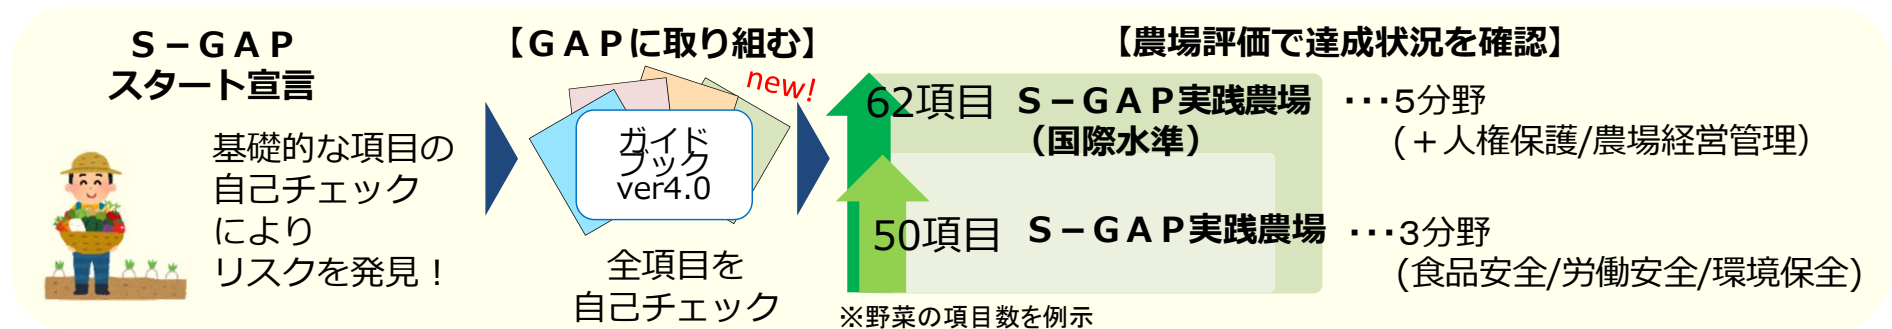 S－GAP
スタート宣言
基礎的な項目の
自己チェック
により
リスクを発見！
【GAPに取り組む】
new!
ガイド
ブック
ver4.0
全項目を
自己チェック
【農場評価で達成状況を確認】
62項目 S－GAP実践農場 ・・・5分野
（国際水準） (＋人権保護/農場経営管理）
50項目 S－GAP実践農場 ・・・3分野
(食品安全/労働安全/環境保全)
※野菜の項目数を例示